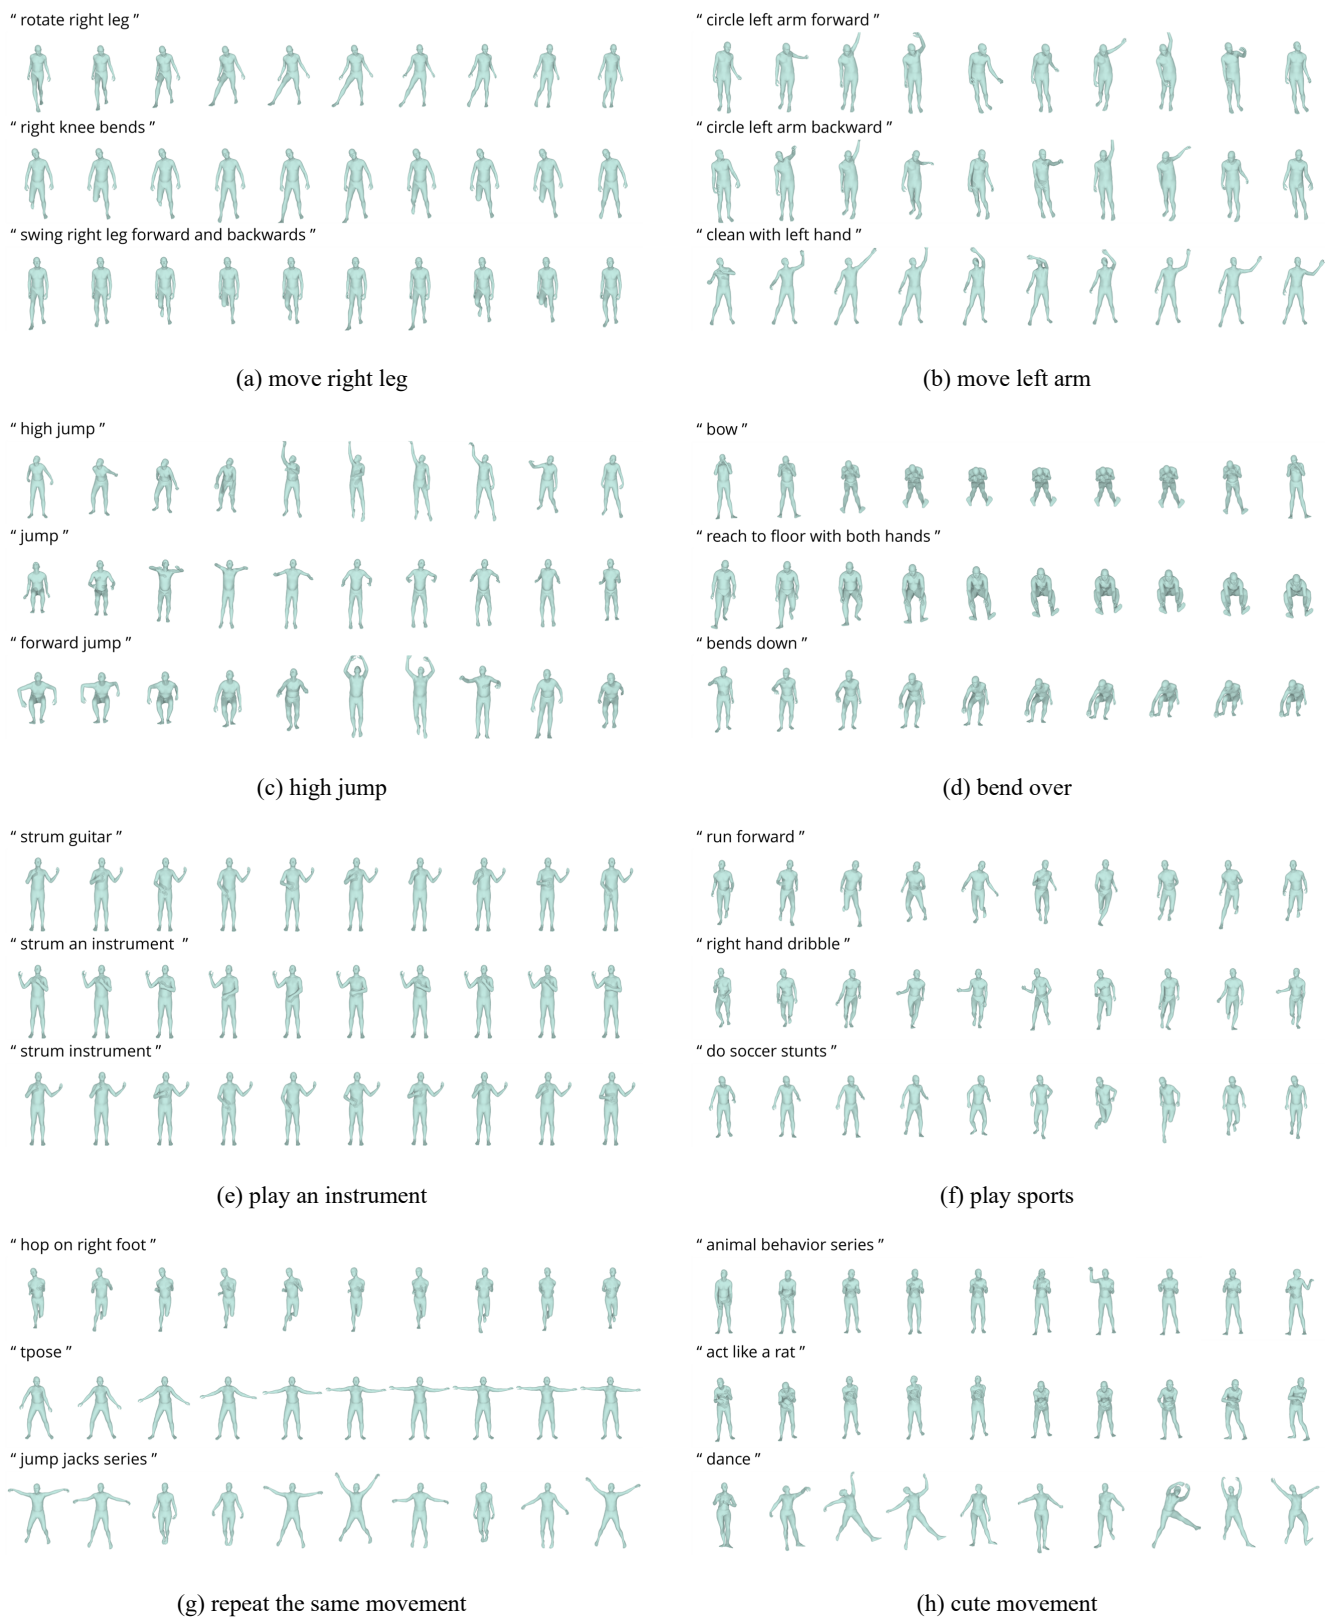 “ rotate right leg ”
“ right knee bends ”
“ swing right leg forward and backwards ”
(a) move right leg
“ circle left arm forward ”
“ circle left arm backward ”
“ clean with left hand ”
(b) move left arm
“ high jump ”
“ jump ”
“ forward jump ”
(c) high jump
“ bow ”
“ reach to floor with both hands ”
“ bends down ”
(d) bend over
“ strum guitar ”
“ strum an instrument ”
“ strum instrument ”
(e) play an instrument
“ run forward ”
“ right hand dribble ”
“ do soccer stunts ”
(f) play sports
“ hop on right foot ”
“ tpose ”
“ jump jacks series ”
(g) repeat the same movement
“ animal behavior series ”
“ act like a rat ”
“ dance ”
(h) cute movement